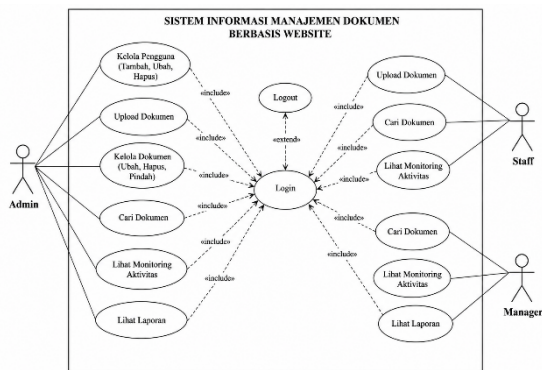 SISTEM INFORMASI MANAJEMEN DOKUMEN
BERBASIS WEBSITE
Kelola Pengguna
(Tambah, Ubah,
Hapus)
Upload Dokumen
Kelola Dokumen
(Ubah, Hapus,
Pindah)
Cari Dokumen
Lihat Monitoring
Aktivitas
Lihat Laporan
Admin
«include»
«include»
«include»
«include»
«include»
«include»
Logout
«extend»
Login
«include»
«include»
«include»
«include»
«include»
Upload Dokumen
Cari Dokumen
Lihat Monitoring
Aktivitas
Staff
Cari Dokumen
Lihat Monitoring
Aktivitas
Lihat Laporan
Manager